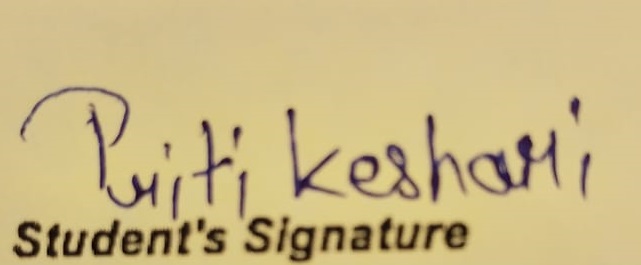 Priti Keshari
Student's Signature